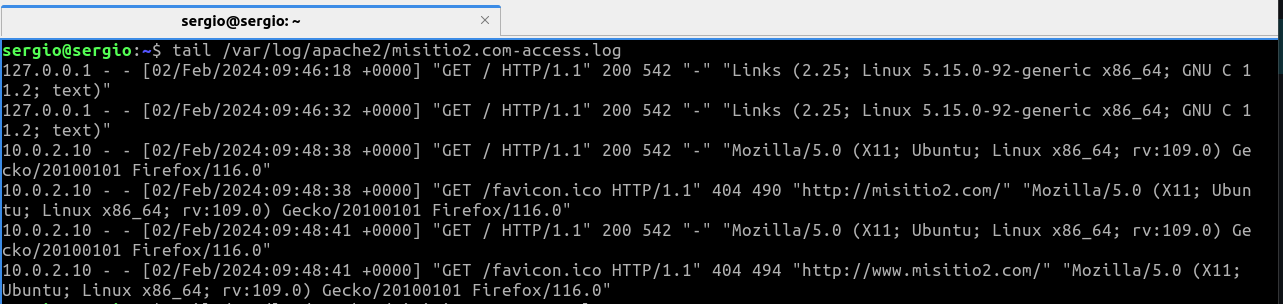 sergio@sergio: ~ ×
sergio@sergio:~$ tail /var/log/apache2/misitio2.com-access.log
127.0.0.1 - - [02/Feb/2024:09:46:18 +0000] "GET / HTTP/1.1" 200 542 "-" "Links (2.25; Linux 5.15.0-92-generic x86_64; GNU C 1
1.2; text)"
127.0.0.1 - - [02/Feb/2024:09:46:32 +0000] "GET / HTTP/1.1" 200 542 "-" "Links (2.25; Linux 5.15.0-92-generic x86_64; GNU C 1
1.2; text)"
10.0.2.10 - - [02/Feb/2024:09:48:38 +0000] "GET / HTTP/1.1" 200 542 "-" "Mozilla/5.0 (X11; Ubuntu; Linux x86_64; rv:109.0) Ge
cko/20100101 Firefox/116.0"
10.0.2.10 - - [02/Feb/2024:09:48:38 +0000] "GET /favicon.ico HTTP/1.1" 404 490 "http://misitio2.com/" "Mozilla/5.0 (X11; Ubun
tu; Linux x86_64; rv:109.0) Gecko/20100101 Firefox/116.0"
10.0.2.10 - - [02/Feb/2024:09:48:41 +0000] "GET / HTTP/1.1" 200 542 "-" "Mozilla/5.0 (X11; Ubuntu; Linux x86_64; rv:109.0) Ge
cko/20100101 Firefox/116.0"
10.0.2.10 - - [02/Feb/2024:09:48:41 +0000] "GET /favicon.ico HTTP/1.1" 404 494 "http://www.misitio2.com/" "Mozilla/5.0 (X11; 
Ubuntu; Linux x86_64; rv:109.0) Gecko/20100101 Firefox/116.0"